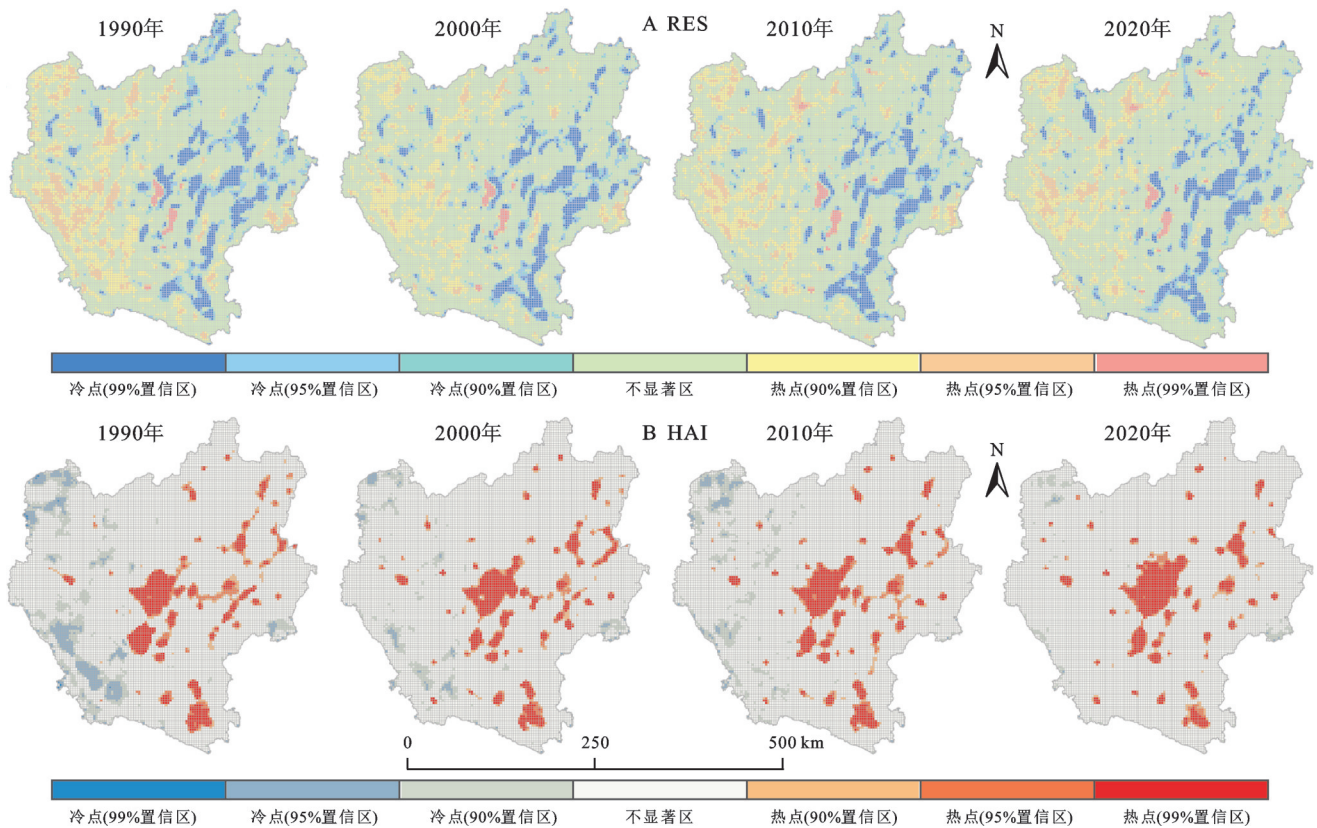 1990年 2000年 A RES 2010年 N 2020年
冷点(99%置信区) 冷点(95%置信区) 冷点(90%置信区) 不显著区 热点(90%置信区) 热点(95%置信区) 热点(99%置信区)
1990年 2000年 B HAI 2010年 N 2020年
0 250 500 km
冷点(99%置信区) 冷点(95%置信区) 冷点(90%置信区) 不显著区 热点(90%置信区) 热点(95%置信区) 热点(99%置信区)